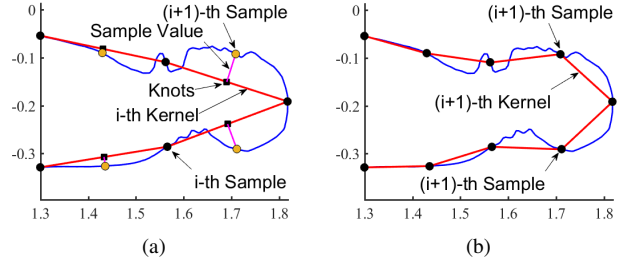 0
-0.1
-0.2
-0.3
1.3 1.4 1.5 1.6 1.7 1.8
(i+1)-th Sample
Sample Value
Knots
i-th Kernel
i-th Sample
(a)
0
-0.1
-0.2
-0.3
1.3 1.4 1.5 1.6 1.7 1.8
(i+1)-th Sample
(i+1)-th Kernel
(i+1)-th Sample
(b)